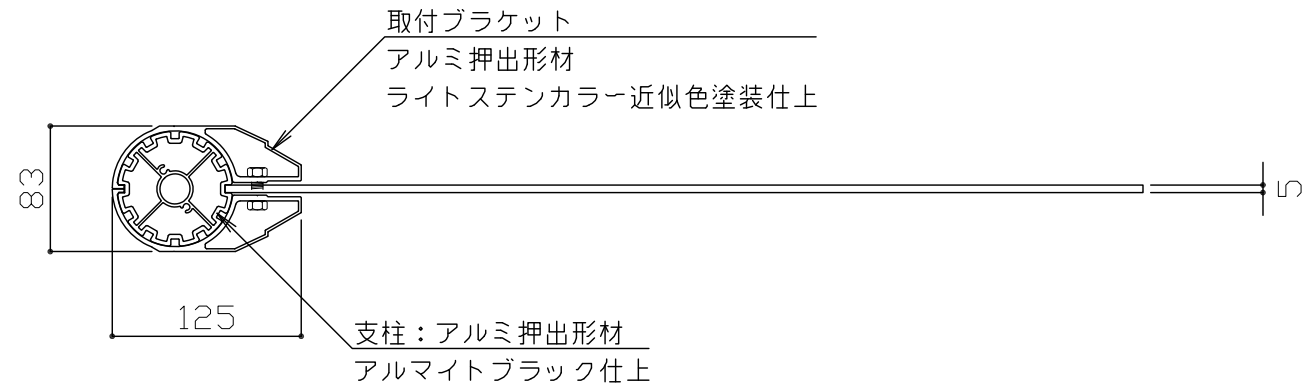 取付ブラケット
アルミ押出形材
ライトステンカラー近似色塗装仕上
83
5
125
支柱：アルミ押出形材
アルマイトブラック仕上